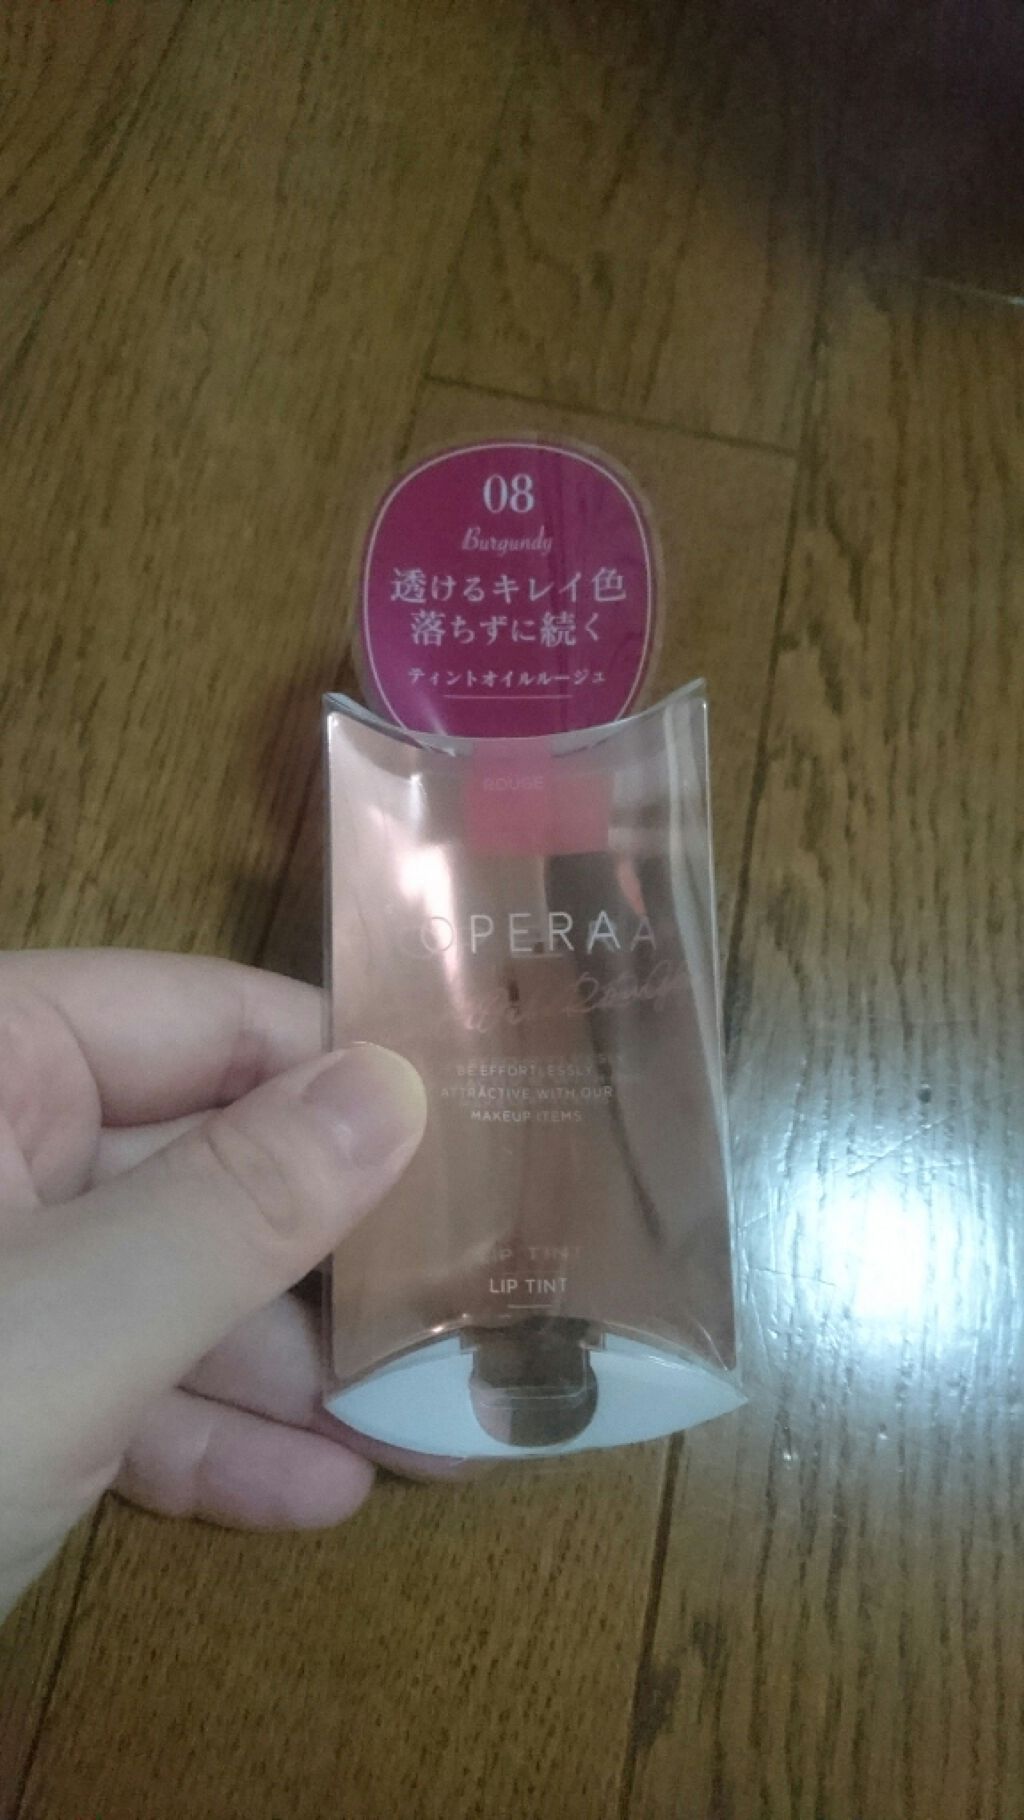 08
Burgundy
透けるキレイ色
落ちずに続く
ティントオイルルージュ
ROUGE
OPERA
BE EFFORTLESSLY
ATTRACTIVE WITH OUR
MAKEUP ITEMS
LIP TINT